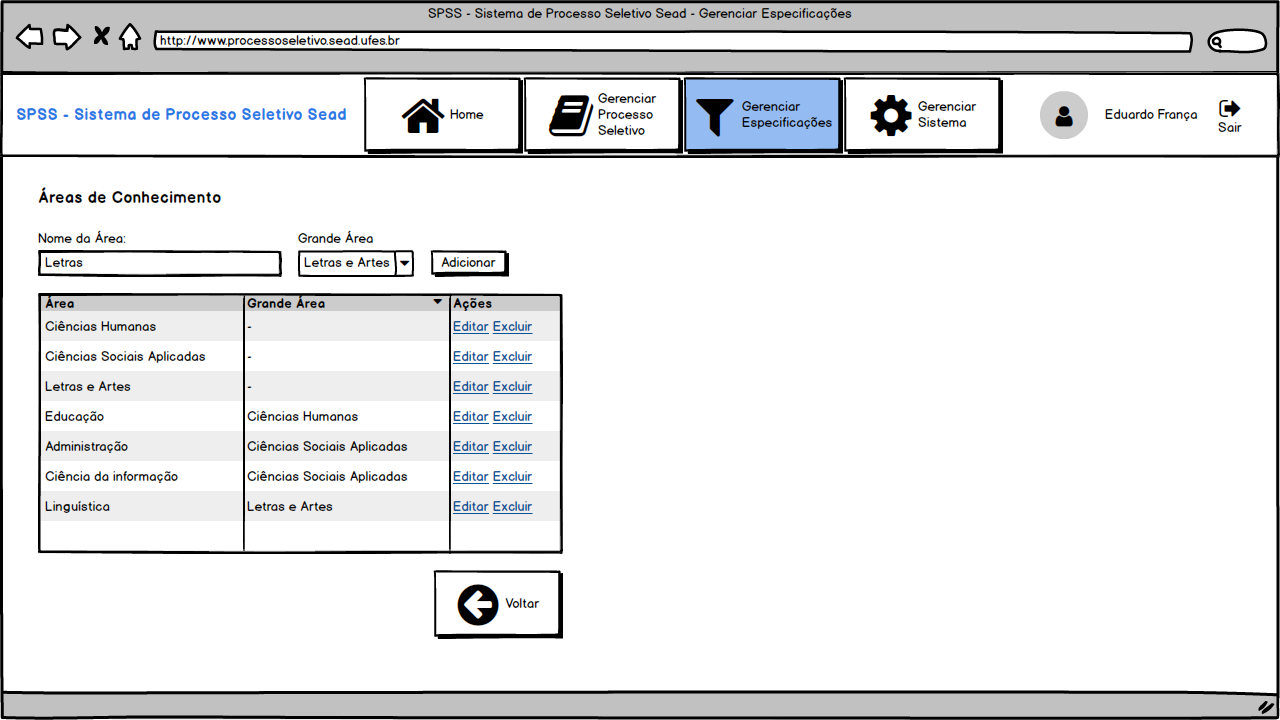 SPSS - Sistema de Processo Seletivo Sead - Gerenciar Especificações
http://www.processoseletivo.sead.ufes.br
SPSS - Sistema de Processo Seletivo Sead
Home
Gerenciar
Processo
Seletivo
Gerenciar
Especificações
Gerenciar
Sistema
Eduardo França
Sair
Áreas de Conhecimento
Nome da Área:
Grande Área
Letras
Letras e Artes
Adicionar
Área Grande Área Ações
Ciências Humanas - Editar Excluir
Ciências Sociais Aplicadas - Editar Excluir
Letras e Artes - Editar Excluir
Educação Ciências Humanas Editar Excluir
Administração Ciências Sociais Aplicadas Editar Excluir
Ciência da informação Ciências Sociais Aplicadas Editar Excluir
Linguística Letras e Artes Editar Excluir
Voltar